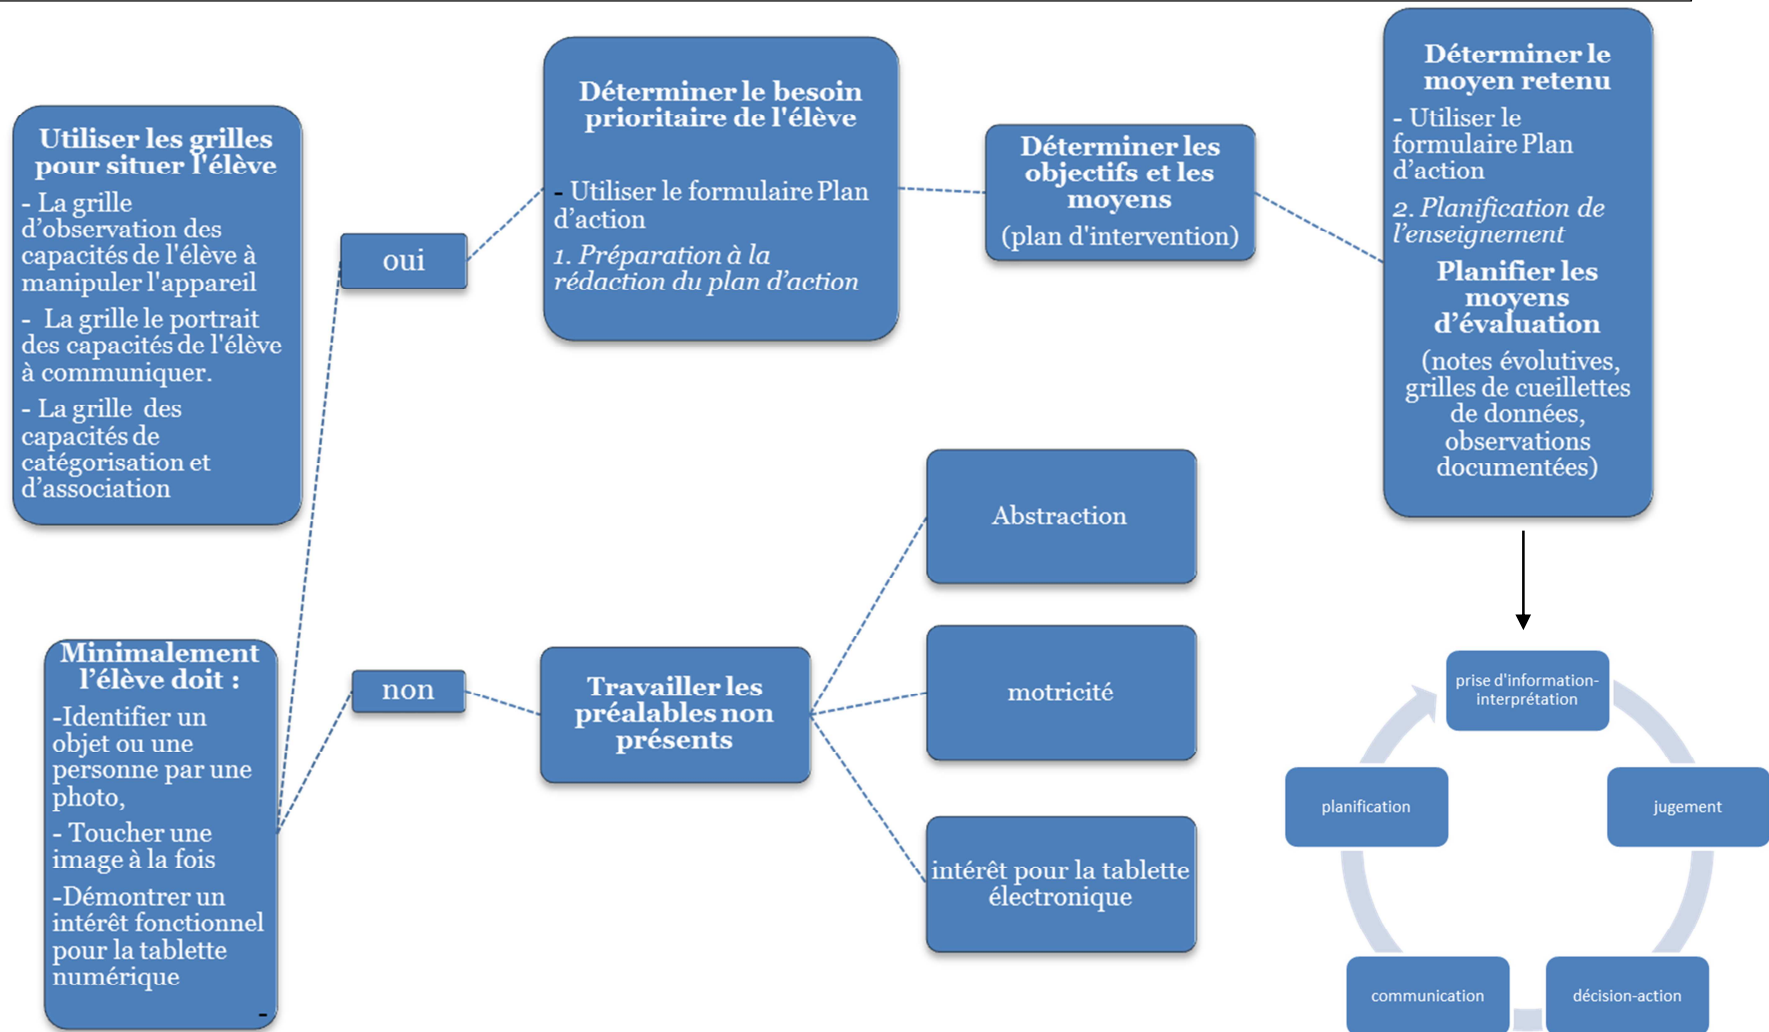 Utiliser les grilles
pour situer l'élève
- La grille
d’observation des
capacités de l'élève à
manipuler l'appareil
- La grille le portrait
des capacités de l'élève
à communiquer.
- La grille des
capacités de
catégorisation et
d’association
Minimalement
l’élève doit :
-Identifier un
objet ou une
personne par une
photo,
- Toucher une
image à la fois
-Démontrer un
intérêt fonctionnel
pour la tablette
numérique
-
oui
Déterminer le besoin
prioritaire de l'élève
- Utiliser le formulaire Plan
d’action
1. Préparation à la
rédaction du plan d’action
Déterminer les
objectifs et les
moyens
(plan d'intervention)
Déterminer le
moyen retenu
- Utiliser le
formulaire Plan
d’action
2. Planification de
l’enseignement
Planifier les
moyens
d’évaluation
(notes évolutives,
grilles de cueillettes
de données,
observations
documentées)
non
Travailler les
préalables non
présents
Abstraction
motricité
intérêt pour la tablette
électronique
prise d'information-
interprétation
jugement
décision-action
communication
planification